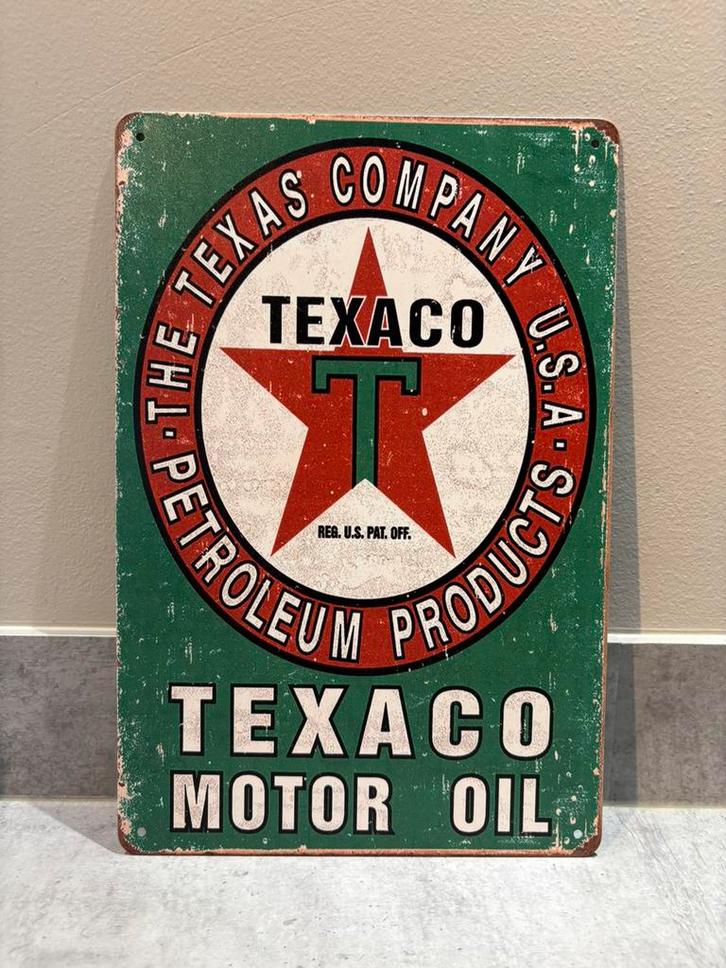 ·THE TEXAS COMPANY U.S.A·
TEXACO
T
REG. U.S. PAT. OFF.
PETROLEUM PRODUCTS
TEXACO
MOTOR OIL